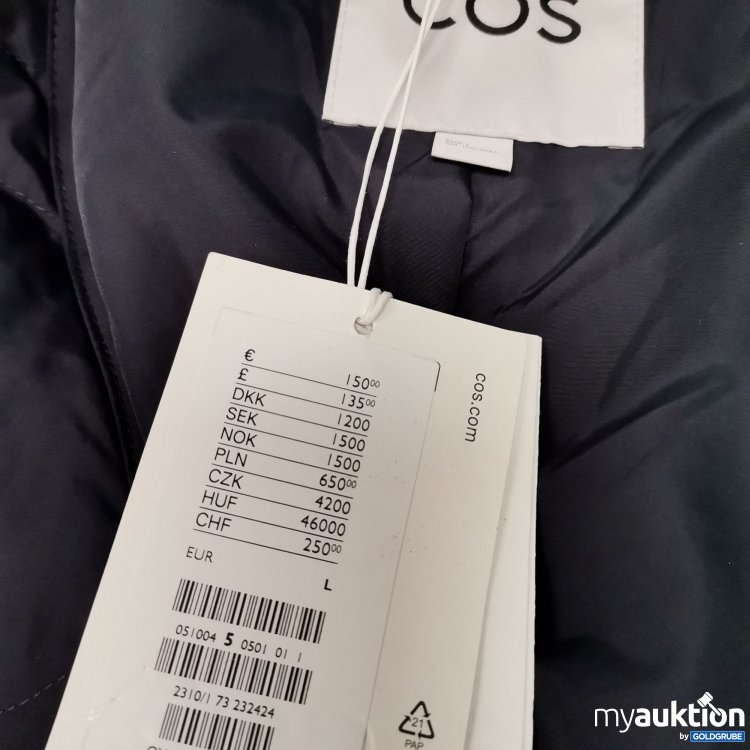 COS
cos.com
€ 150 00
£ 135 00
DKK 1200
SEK 1500
NOK 1500
PLN 650 00
CZK 4200
HUF 46000
CHF 250 00
EUR L
051004 5 0501 01 1
2310/1 73 232424
21
PAP
myauktion
by GOLDGRUBE